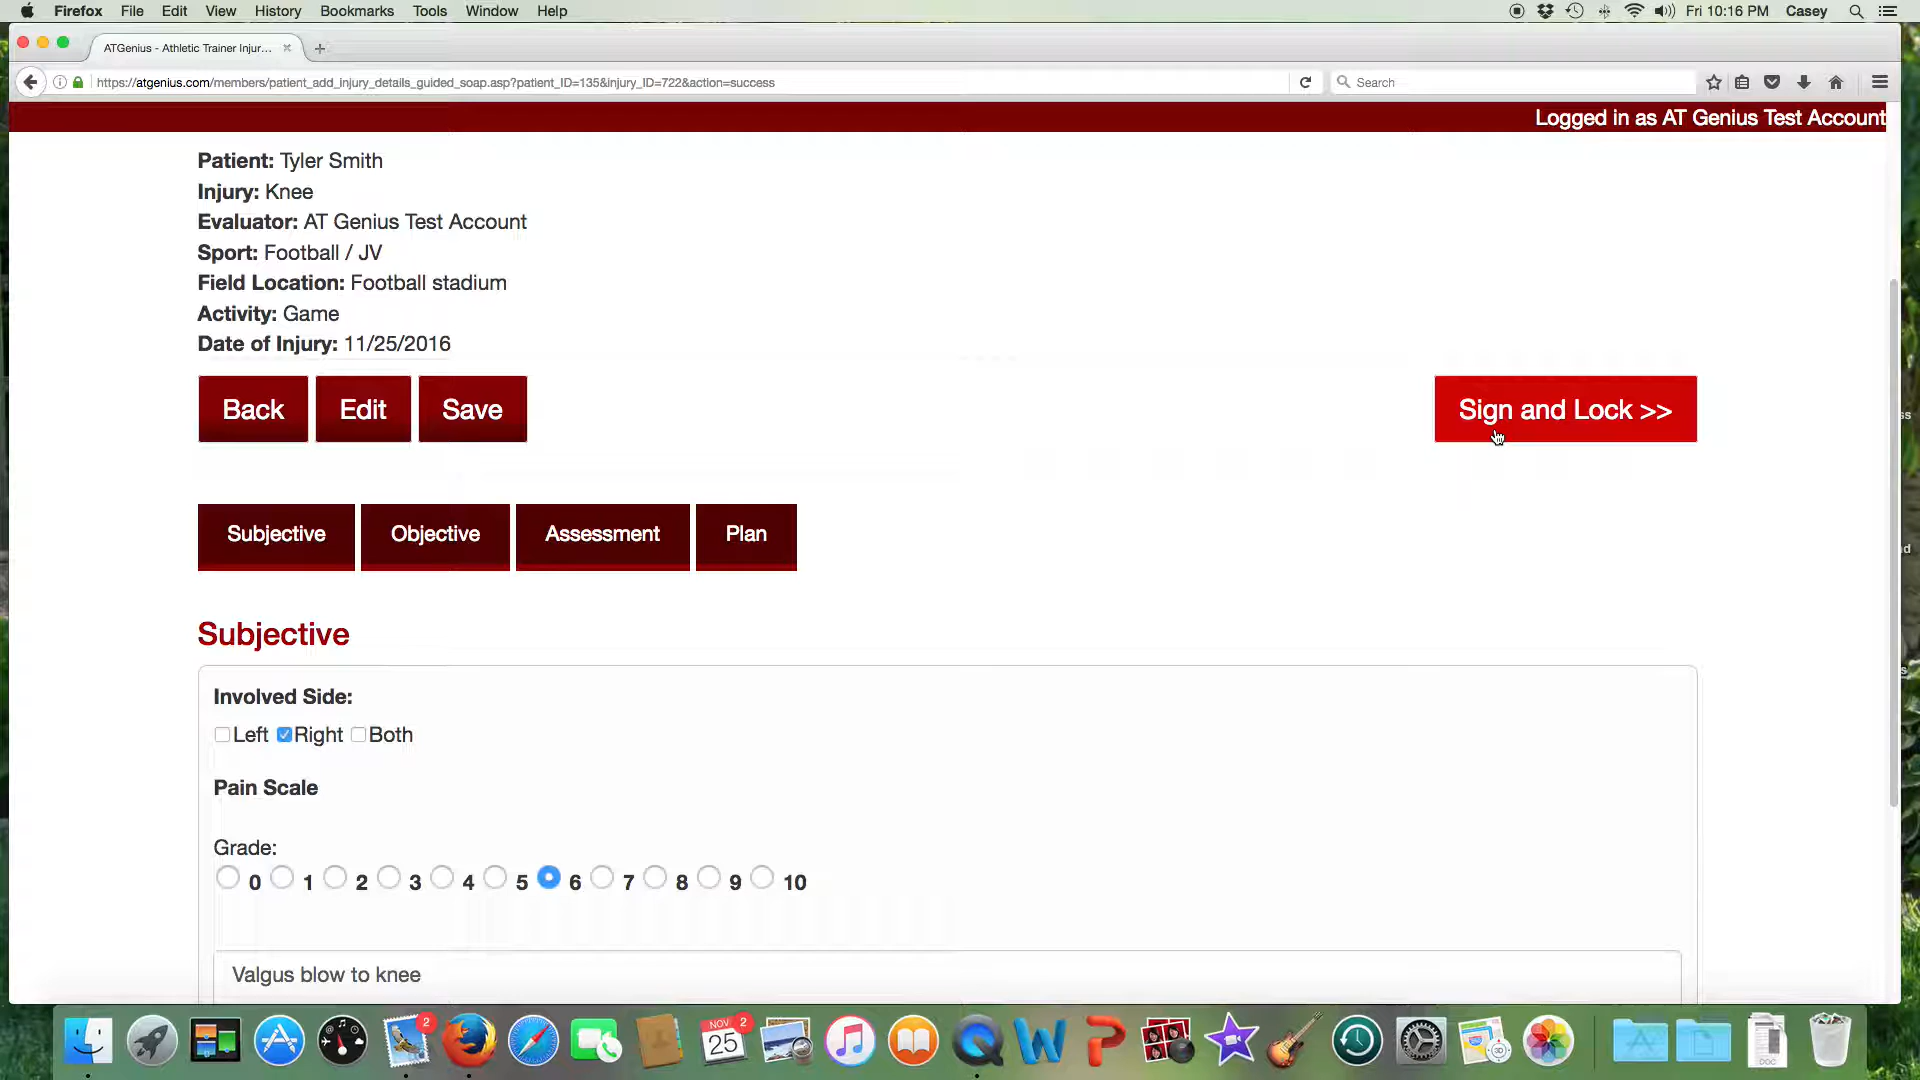 Firefox File Edit View History Bookmarks Tools Window Help Fri 10:16 PM Casey
ATGenius - Athletic Trainer Injur...
https://atgenius.com/members/patient_add_injury_details_guided_soap.asp?patient_ID=135&injury_ID=722&action=success Search
Logged in as AT Genius Test Account
Patient: Tyler Smith
Injury: Knee
Evaluator: AT Genius Test Account
Sport: Football / JV
Field Location: Football stadium
Activity: Game
Date of Injury: 11/25/2016
Back Edit Save Sign and Lock >>
Subjective Objective Assessment Plan
Subjective
Involved Side:
Left Right Both
Pain Scale
Grade:
0 1 2 3 4 5 6 7 8 9 10
Valgus blow to knee
2 NOV 2
25
3D
DOC